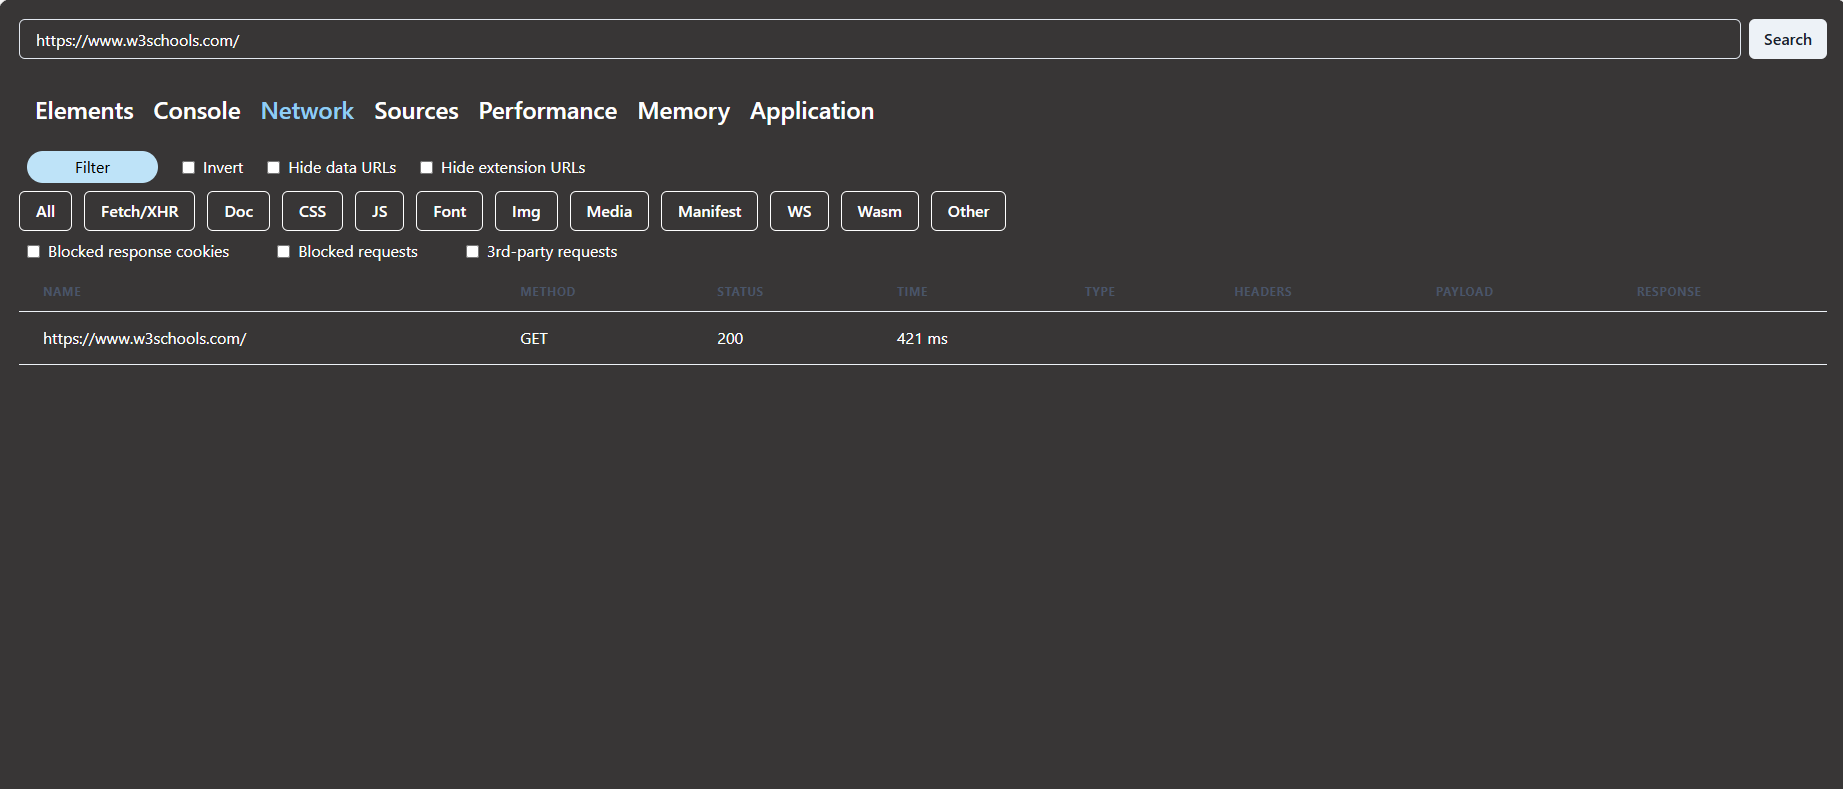 https://www.w3schools.com/ Search
Elements Console Network Sources Performance Memory Application
Filter Invert Hide data URLs Hide extension URLs
All Fetch/XHR Doc CSS JS Font Img Media Manifest WS Wasm Other
Blocked response cookies Blocked requests 3rd-party requests
NAME METHOD STATUS TIME TYPE HEADERS PAYLOAD RESPONSE
https://www.w3schools.com/ GET 200 421 ms